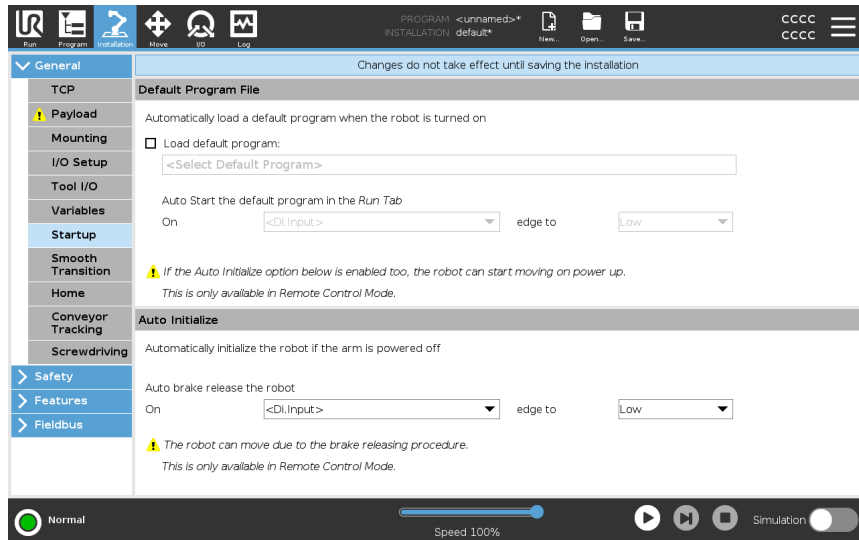 UR
PROGRAM <unnamed>*
INSTALLATION default*
cccc
cccc
Run Program Installation Move I/O Log New... Open... Save...
General
Changes do not take effect until saving the installation
TCP
Payload
Mounting
I/O Setup
Tool I/O
Variables
Startup
Smooth
Transition
Home
Conveyor
Tracking
Screwdriving
Safety
Features
Fieldbus
Default Program File
Automatically load a default program when the robot is turned on
Load default program:
<Select Default Program>
Auto Start the default program in the Run Tab
On <Di.Input> edge to Low
If the Auto Initialize option below is enabled too, the robot can start moving on power up.
This is only available in Remote Control Mode.
Auto Initialize
Automatically initialize the robot if the arm is powered off
Auto brake release the robot
On <Di.Input> edge to Low
The robot can move due to the brake releasing procedure.
This is only available in Remote Control Mode.
Normal
Speed 100%
Simulation